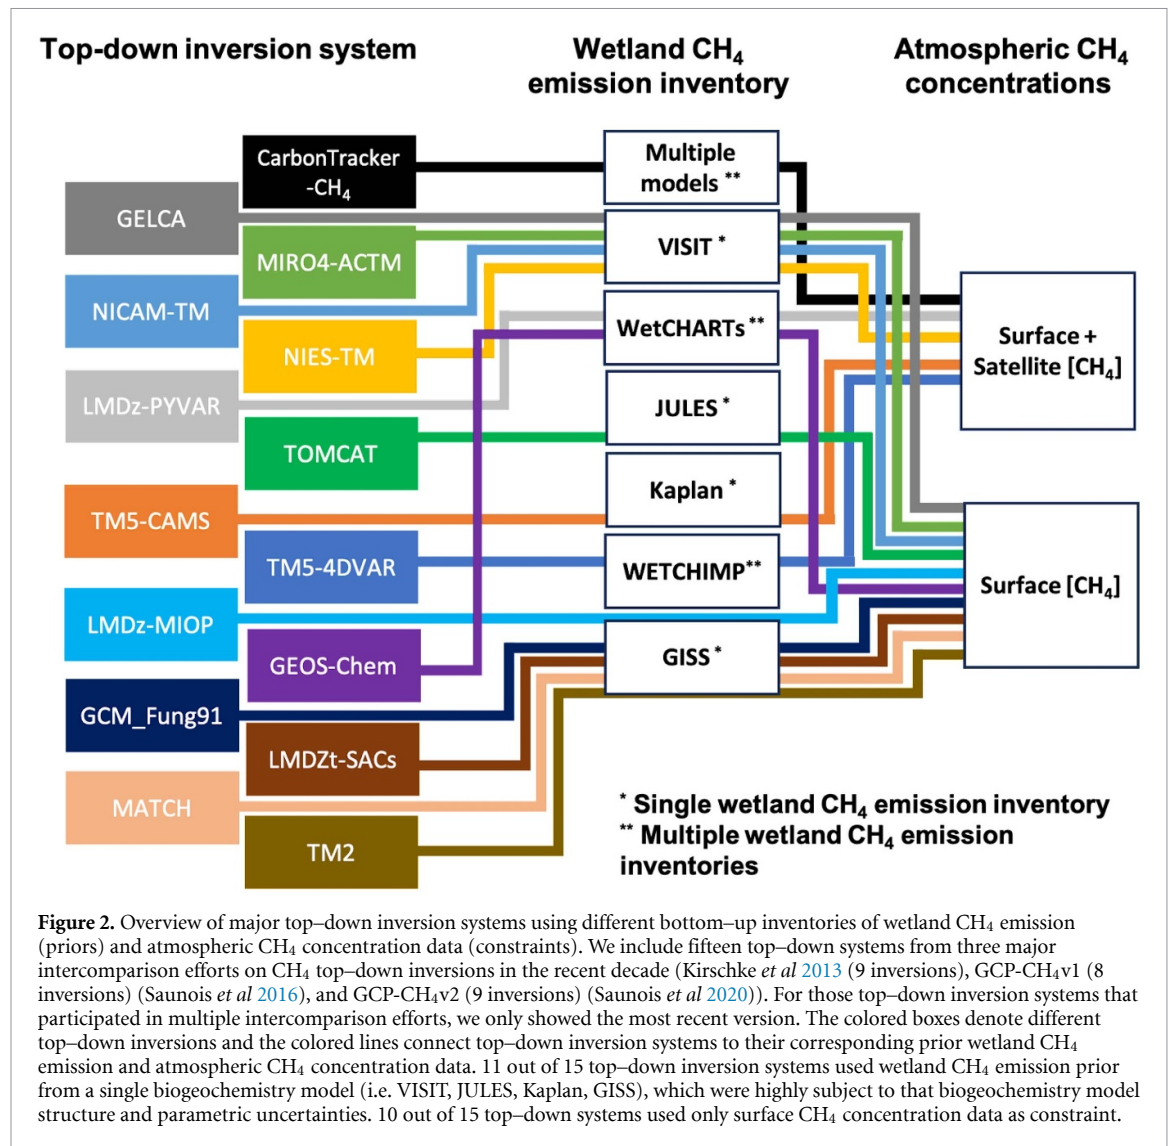 Top-down inversion system
Wetland CH₄
emission inventory
Atmospheric CH₄
concentrations
CarbonTracker
-CH₄
GELCA
MIRO4-ACTM
NICAM-TM
NIES-TM
LMDz-PYVAR
TOMCAT
TM5-CAMS
TM5-4DVAR
LMDz-MIOP
GEOS-Chem
GCM_Fung91
LMDZt-SACs
MATCH
TM2
Multiple
models **
VISIT *
WetCHARTs **
JULES *
Kaplan *
WETCHIMP**
GISS *
Surface +
Satellite [CH₄]
Surface [CH₄]
* Single wetland CH₄ emission inventory
** Multiple wetland CH₄ emission
inventories
Figure 2. Overview of major top–down inversion systems using different bottom–up inventories of wetland CH₄ emission
(priors) and atmospheric CH₄ concentration data (constraints). We include fifteen top–down systems from three major
intercomparison efforts on CH₄ top–down inversions in the recent decade (Kirschke et al 2013 (9 inversions), GCP-CH₄v1 (8
inversions) (Saunois et al 2016), and GCP-CH₄v2 (9 inversions) (Saunois et al 2020)). For those top–down inversion systems that
participated in multiple intercomparison efforts, we only showed the most recent version. The colored boxes denote different
top–down inversions and the colored lines connect top–down inversion systems to their corresponding prior wetland CH₄
emission and atmospheric CH₄ concentration data. 11 out of 15 top–down inversion systems used wetland CH₄ emission prior
from a single biogeochemistry model (i.e. VISIT, JULES, Kaplan, GISS), which were highly subject to that biogeochemistry model
structure and parametric uncertainties. 10 out of 15 top–down systems used only surface CH₄ concentration data as constraint.